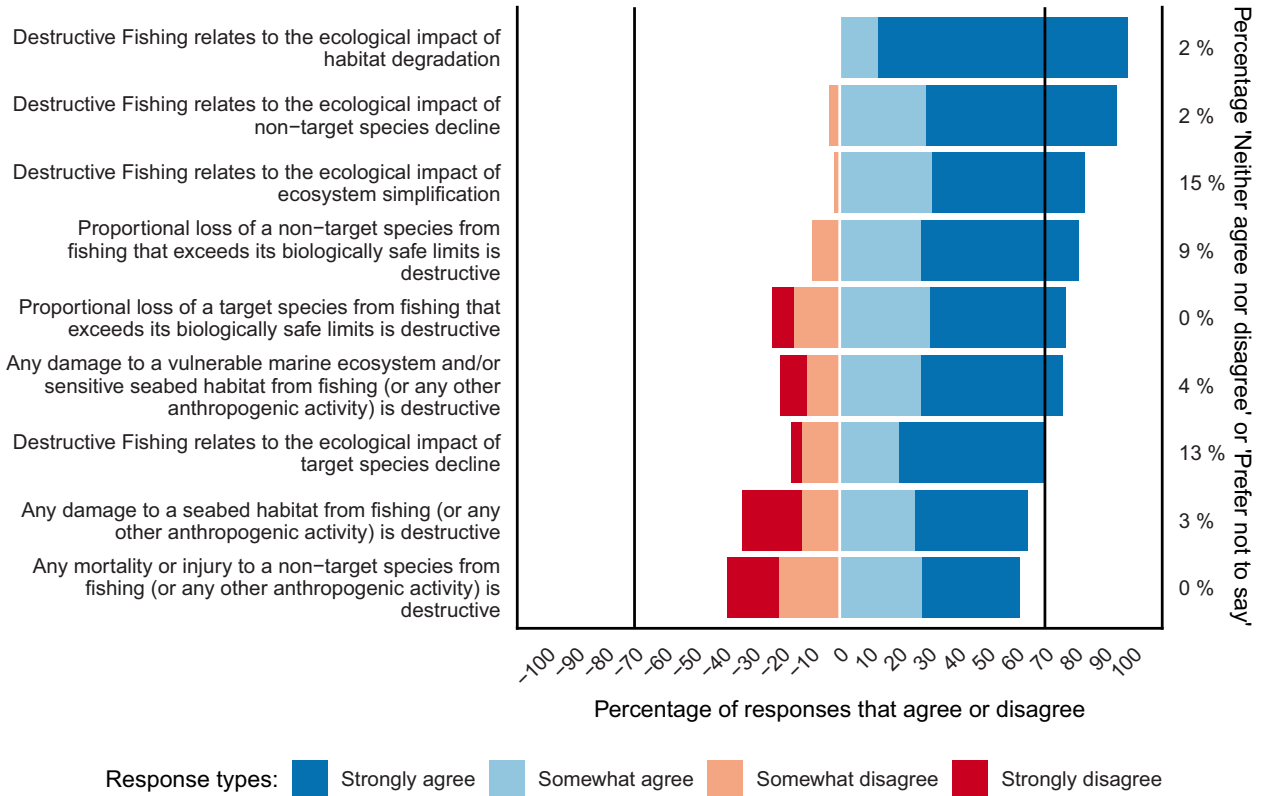 Destructive Fishing relates to the ecological impact of
habitat degradation
2 %
Destructive Fishing relates to the ecological impact of
non−target species decline
2 %
Destructive Fishing relates to the ecological impact of
ecosystem simplification
15 %
Proportional loss of a non−target species from
fishing that exceeds its biologically safe limits is
destructive
9 %
Proportional loss of a target species from fishing that
exceeds its biologically safe limits is destructive
0 %
Any damage to a vulnerable marine ecosystem and/or
sensitive seabed habitat from fishing (or any other
anthropogenic activity) is destructive
4 %
Destructive Fishing relates to the ecological impact of
target species decline
13 %
Any damage to a seabed habitat from fishing (or any
other anthropogenic activity) is destructive
3 %
Any mortality or injury to a non−target species from
fishing (or any other anthropogenic activity) is
destructive
0 %
Percentage 'Neither agree nor disagree' or 'Prefer not to say'
−100 −90 −80 −70 −60 −50 −40 −30 −20 −10 0 10 20 30 40 50 60 70 80 90 100
Percentage of responses that agree or disagree
Response types: Strongly agree Somewhat agree Somewhat disagree Strongly disagree